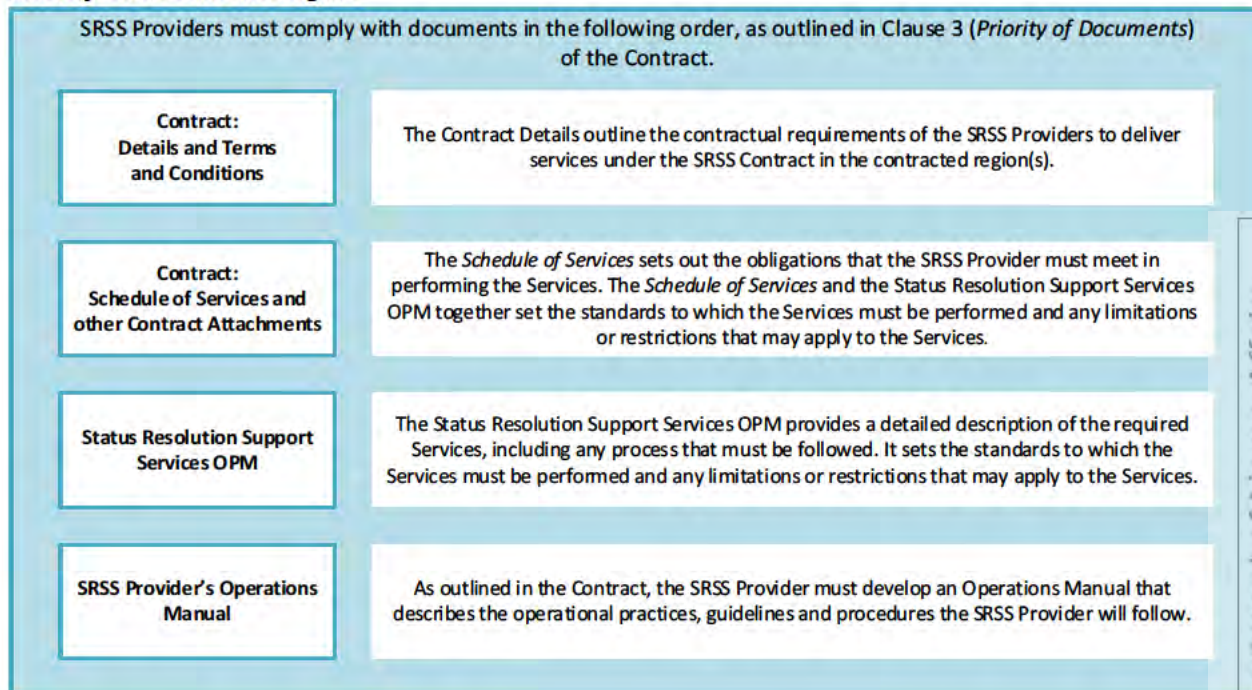 SRSS Providers must comply with documents in the following order, as outlined in Clause 3 (Priority of Documents)
of the Contract.
Contract:
Details and Terms
and Conditions
The Contract Details outline the contractual requirements of the SRSS Providers to deliver
services under the SRSS Contract in the contracted region(s).
Contract:
Schedule of Services and
other Contract Attachments
The Schedule of Services sets out the obligations that the SRSS Provider must meet in
performing the Services. The Schedule of Services and the Status Resolution Support Services
OPM together set the standards to which the Services must be performed and any limitations
or restrictions that may apply to the Services.
Status Resolution Support
Services OPM
The Status Resolution Support Services OPM provides a detailed description of the required
Services, including any process that must be followed. It sets the standards to which the
Services must be performed and any limitations or restrictions that may apply to the Services.
SRSS Provider's Operations
Manual
As outlined in the Contract, the SRSS Provider must develop an Operations Manual that
describes the operational practices, guidelines and procedures the SRSS Provider will follow.